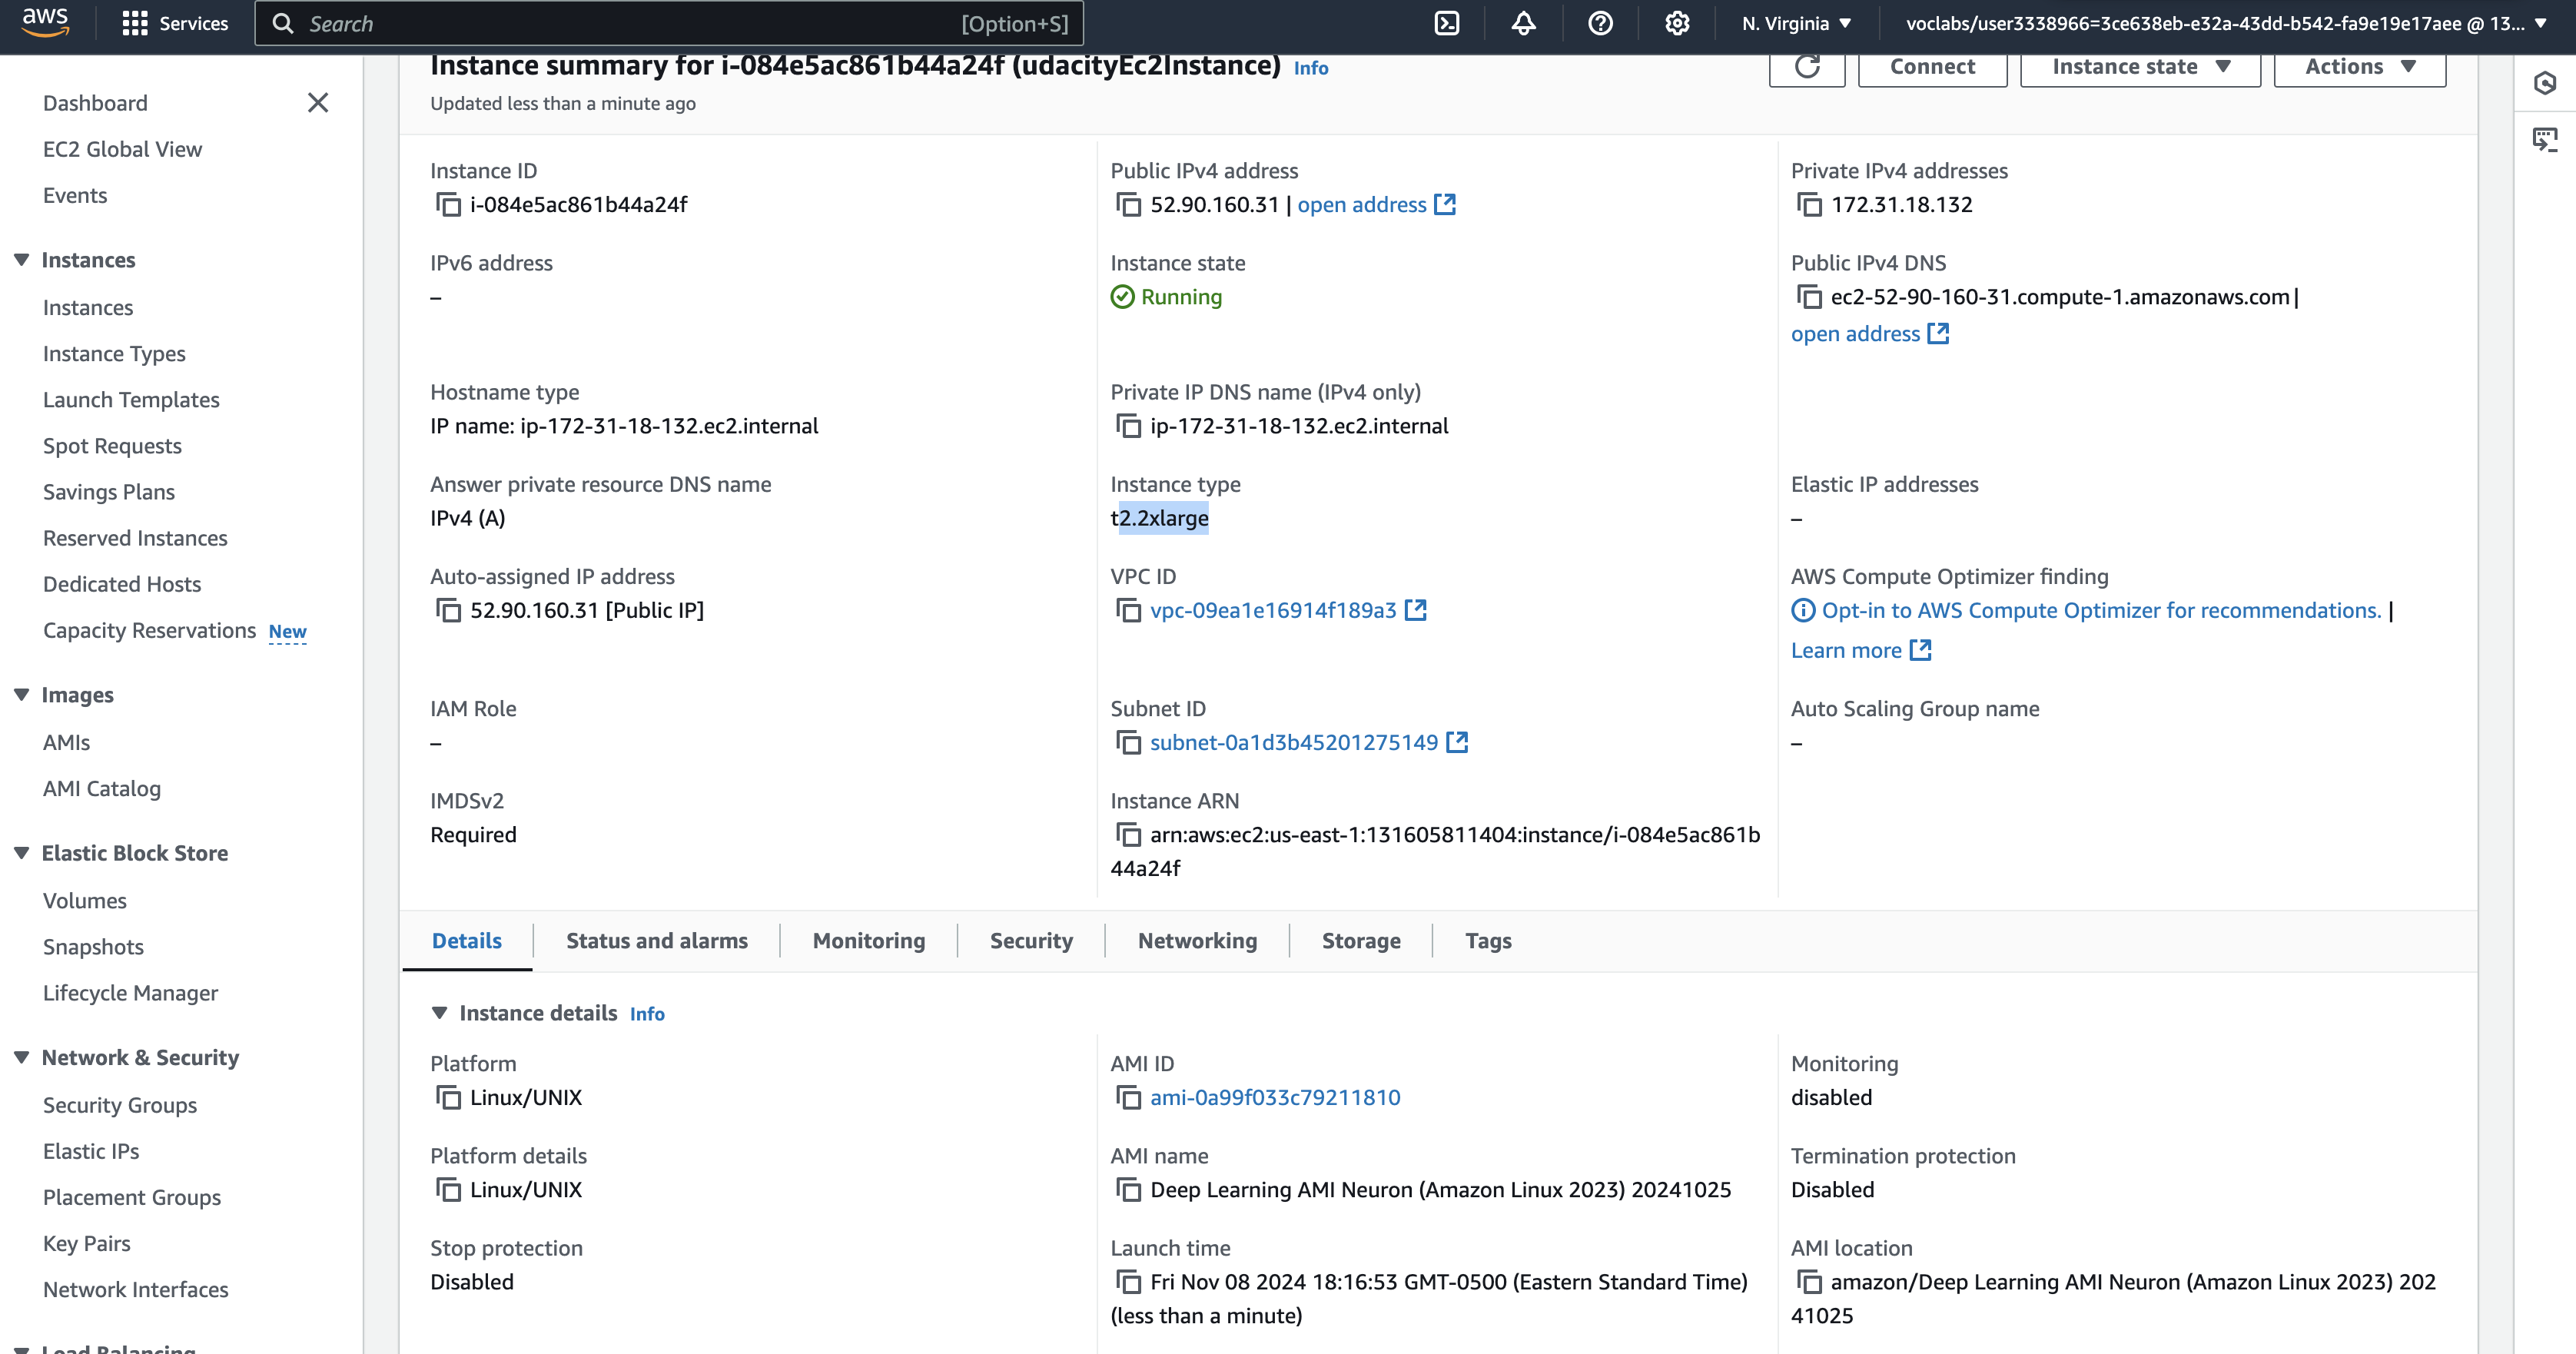 aws
Services
Search
[Option+S]
N. Virginia
voclabs/user3338966=3ce638eb-e32a-43dd-b542-fa9e19e17aee @ 13...
Dashboard
EC2 Global View
Events
Instances
Instances
Instance Types
Launch Templates
Spot Requests
Savings Plans
Reserved Instances
Dedicated Hosts
Capacity Reservations New
Images
AMIs
AMI Catalog
Elastic Block Store
Volumes
Snapshots
Lifecycle Manager
Network & Security
Security Groups
Elastic IPs
Placement Groups
Key Pairs
Network Interfaces
Load Balancing
Instance summary for i-084e5ac861b44a24f (udacityEc2Instance) Info
Updated less than a minute ago
Connect
Instance state
Actions
Instance ID
i-084e5ac861b44a24f
Public IPv4 address
52.90.160.31 | open address
Private IPv4 addresses
172.31.18.132
IPv6 address
–
Instance state
Running
Public IPv4 DNS
ec2-52-90-160-31.compute-1.amazonaws.com |
open address
Hostname type
IP name: ip-172-31-18-132.ec2.internal
Private IP DNS name (IPv4 only)
ip-172-31-18-132.ec2.internal
Answer private resource DNS name
IPv4 (A)
Instance type
t2.2xlarge
Elastic IP addresses
–
Auto-assigned IP address
52.90.160.31 [Public IP]
VPC ID
vpc-09ea1e16914f189a3
AWS Compute Optimizer finding
Opt-in to AWS Compute Optimizer for recommendations. |
Learn more
IAM Role
–
Subnet ID
subnet-0a1d3b45201275149
Auto Scaling Group name
–
IMDSv2
Required
Instance ARN
arn:aws:ec2:us-east-1:131605811404:instance/i-084e5ac861b
44a24f
Details
Status and alarms
Monitoring
Security
Networking
Storage
Tags
Instance details Info
Platform
Linux/UNIX
AMI ID
ami-0a99f033c79211810
Monitoring
disabled
Platform details
Linux/UNIX
AMI name
Deep Learning AMI Neuron (Amazon Linux 2023) 20241025
Termination protection
Disabled
Stop protection
Disabled
Launch time
Fri Nov 08 2024 18:16:53 GMT-0500 (Eastern Standard Time)
(less than a minute)
AMI location
amazon/Deep Learning AMI Neuron (Amazon Linux 2023) 202
41025